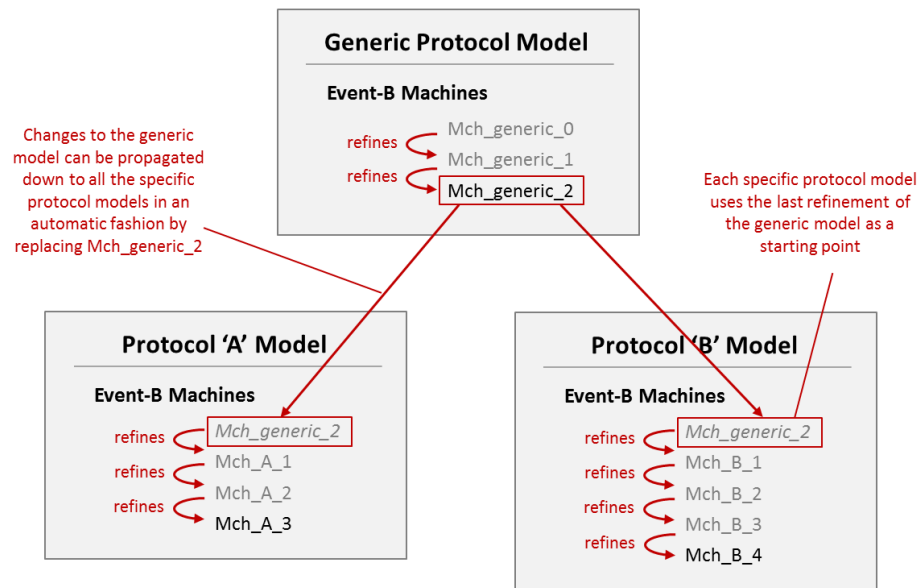 Generic Protocol Model
Event-B Machines
Mch_generic_0
refines
Mch_generic_1
refines
Mch_generic_2
Changes to the generic
model can be propagated
down to all the specific
protocol models in an
automatic fashion by
replacing Mch_generic_2
Each specific protocol model
uses the last refinement of
the generic model as a
starting point
Protocol ‘A’ Model
Event-B Machines
Mch_generic_2
refines
Mch_A_1
refines
Mch_A_2
refines
Mch_A_3
Protocol ‘B’ Model
Event-B Machines
Mch_generic_2
refines
Mch_B_1
refines
Mch_B_2
refines
Mch_B_3
refines
Mch_B_4